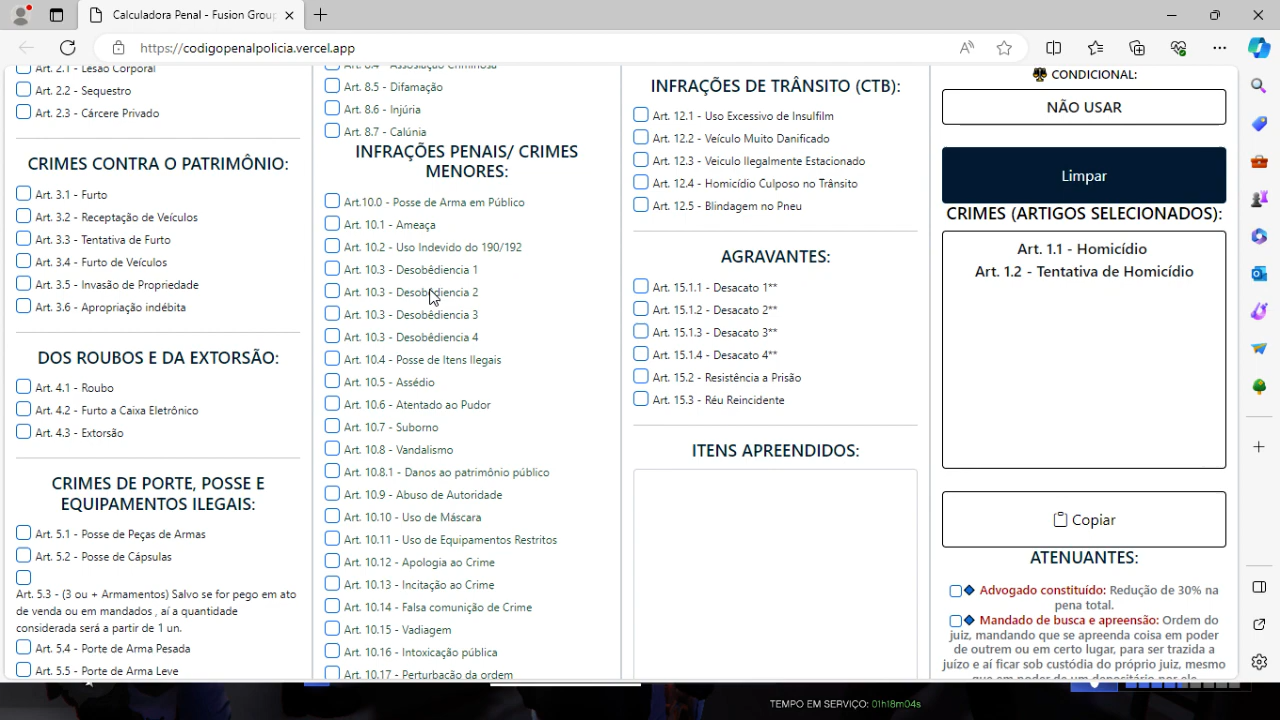 Calculadora Penal - Fusion Group
https://codigopenalpolicia.vercel.app
Art. 2.1 - Lesão Corporal
Art. 2.2 - Sequestro
Art. 2.3 - Cárcere Privado
CRIMES CONTRA O PATRIMÔNIO:
Art. 3.1 - Furto
Art. 3.2 - Receptação de Veículos
Art. 3.3 - Tentativa de Furto
Art. 3.4 - Furto de Veículos
Art. 3.5 - Invasão de Propriedade
Art. 3.6 - Apropriação indébita
DOS ROUBOS E DA EXTORSÃO:
Art. 4.1 - Roubo
Art. 4.2 - Furto a Caixa Eletrônico
Art. 4.3 - Extorsão
CRIMES DE PORTE, POSSE E
EQUIPAMENTOS ILEGAIS:
Art. 5.1 - Posse de Peças de Armas
Art. 5.2 - Posse de Cápsulas
Art. 5.3 - (3 ou + Armamentos) Salvo se for pego em ato
de venda ou em mandados , aí a quantidade
considerada será a partir de 1 un.
Art. 5.4 - Porte de Arma Pesada
Art. 5.5 - Porte de Arma Leve
Art. 8.4 - Associação Criminosa
Art. 8.5 - Difamação
Art. 8.6 - Injúria
Art. 8.7 - Calúnia
INFRAÇÕES PENAIS/ CRIMES
MENORES:
Art.10.0 - Posse de Arma em Público
Art. 10.1 - Ameaça
Art. 10.2 - Uso Indevido do 190/192
Art. 10.3 - Desobêdiencia 1
Art. 10.3 - Desobêdiencia 2
Art. 10.3 - Desobêdiencia 3
Art. 10.3 - Desobêdiencia 4
Art. 10.4 - Posse de Itens Ilegais
Art. 10.5 - Assédio
Art. 10.6 - Atentado ao Pudor
Art. 10.7 - Suborno
Art. 10.8 - Vandalismo
Art. 10.8.1 - Danos ao patrimônio público
Art. 10.9 - Abuso de Autoridade
Art. 10.10 - Uso de Máscara
Art. 10.11 - Uso de Equipamentos Restritos
Art. 10.12 - Apologia ao Crime
Art. 10.13 - Incitação ao Crime
Art. 10.14 - Falsa comunição de Crime
Art. 10.15 - Vadiagem
Art. 10.16 - Intoxicação pública
Art. 10.17 - Perturbação da ordem
INFRAÇÕES DE TRÂNSITO (CTB):
Art. 12.1 - Uso Excessivo de Insulfilm
Art. 12.2 - Veículo Muito Danificado
Art. 12.3 - Veiculo Ilegalmente Estacionado
Art. 12.4 - Homicídio Culposo no Trânsito
Art. 12.5 - Blindagem no Pneu
AGRAVANTES:
Art. 15.1.1 - Desacato 1**
Art. 15.1.2 - Desacato 2**
Art. 15.1.3 - Desacato 3**
Art. 15.1.4 - Desacato 4**
Art. 15.2 - Resistência a Prisão
Art. 15.3 - Réu Reincidente
ITENS APREENDIDOS:
CONDICIONAL:
NÃO USAR
Limpar
CRIMES (ARTIGOS SELECIONADOS):
Art. 1.1 - Homicídio
Art. 1.2 - Tentativa de Homicídio
Copiar
ATENUANTES:
Advogado constituído: Redução de 30% na
pena total.
Mandado de busca e apreensão: Ordem do
juiz, mandando que se apreenda coisa em poder
de outrem ou em certo lugar, para ser trazida a
juízo e aí ficar sob custódia do próprio juiz, mesmo
que em poder de um depositário por ele
TEMPO EM SERVIÇO: 01h18m04s